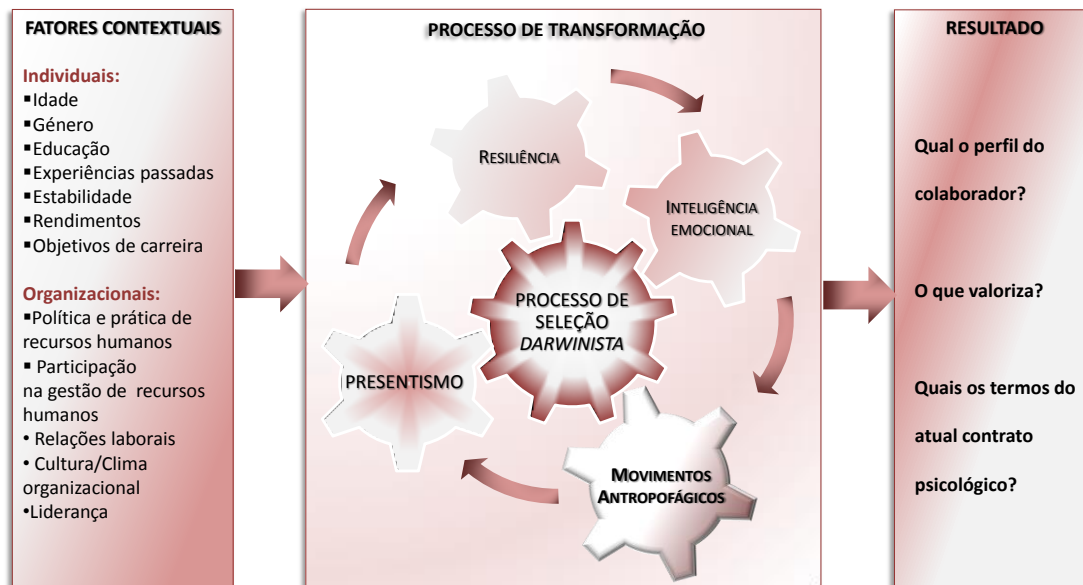 FATORES CONTEXTUAIS
Individuais:
▪Idade
▪Género
▪Educação
▪Experiências passadas
▪Estabilidade
▪Rendimentos
▪Objetivos de carreira
Organizacionais:
▪Política e prática de
recursos humanos
▪ Participação
na gestão de recursos
humanos
• Relações laborais
• Cultura/Clima
organizacional
•Liderança
PROCESSO DE TRANSFORMAÇÃO
RESILIÊNCIA
INTELIGÊNCIA
EMOCIONAL
PROCESSO DE
SELEÇÃO
DARWINISTA
PRESENTISMO
MOVIMENTOS
ANTROPOFÁGICOS
RESULTADO
Qual o perfil do
colaborador?
O que valoriza?
Quais os termos do
atual contrato
psicológico?